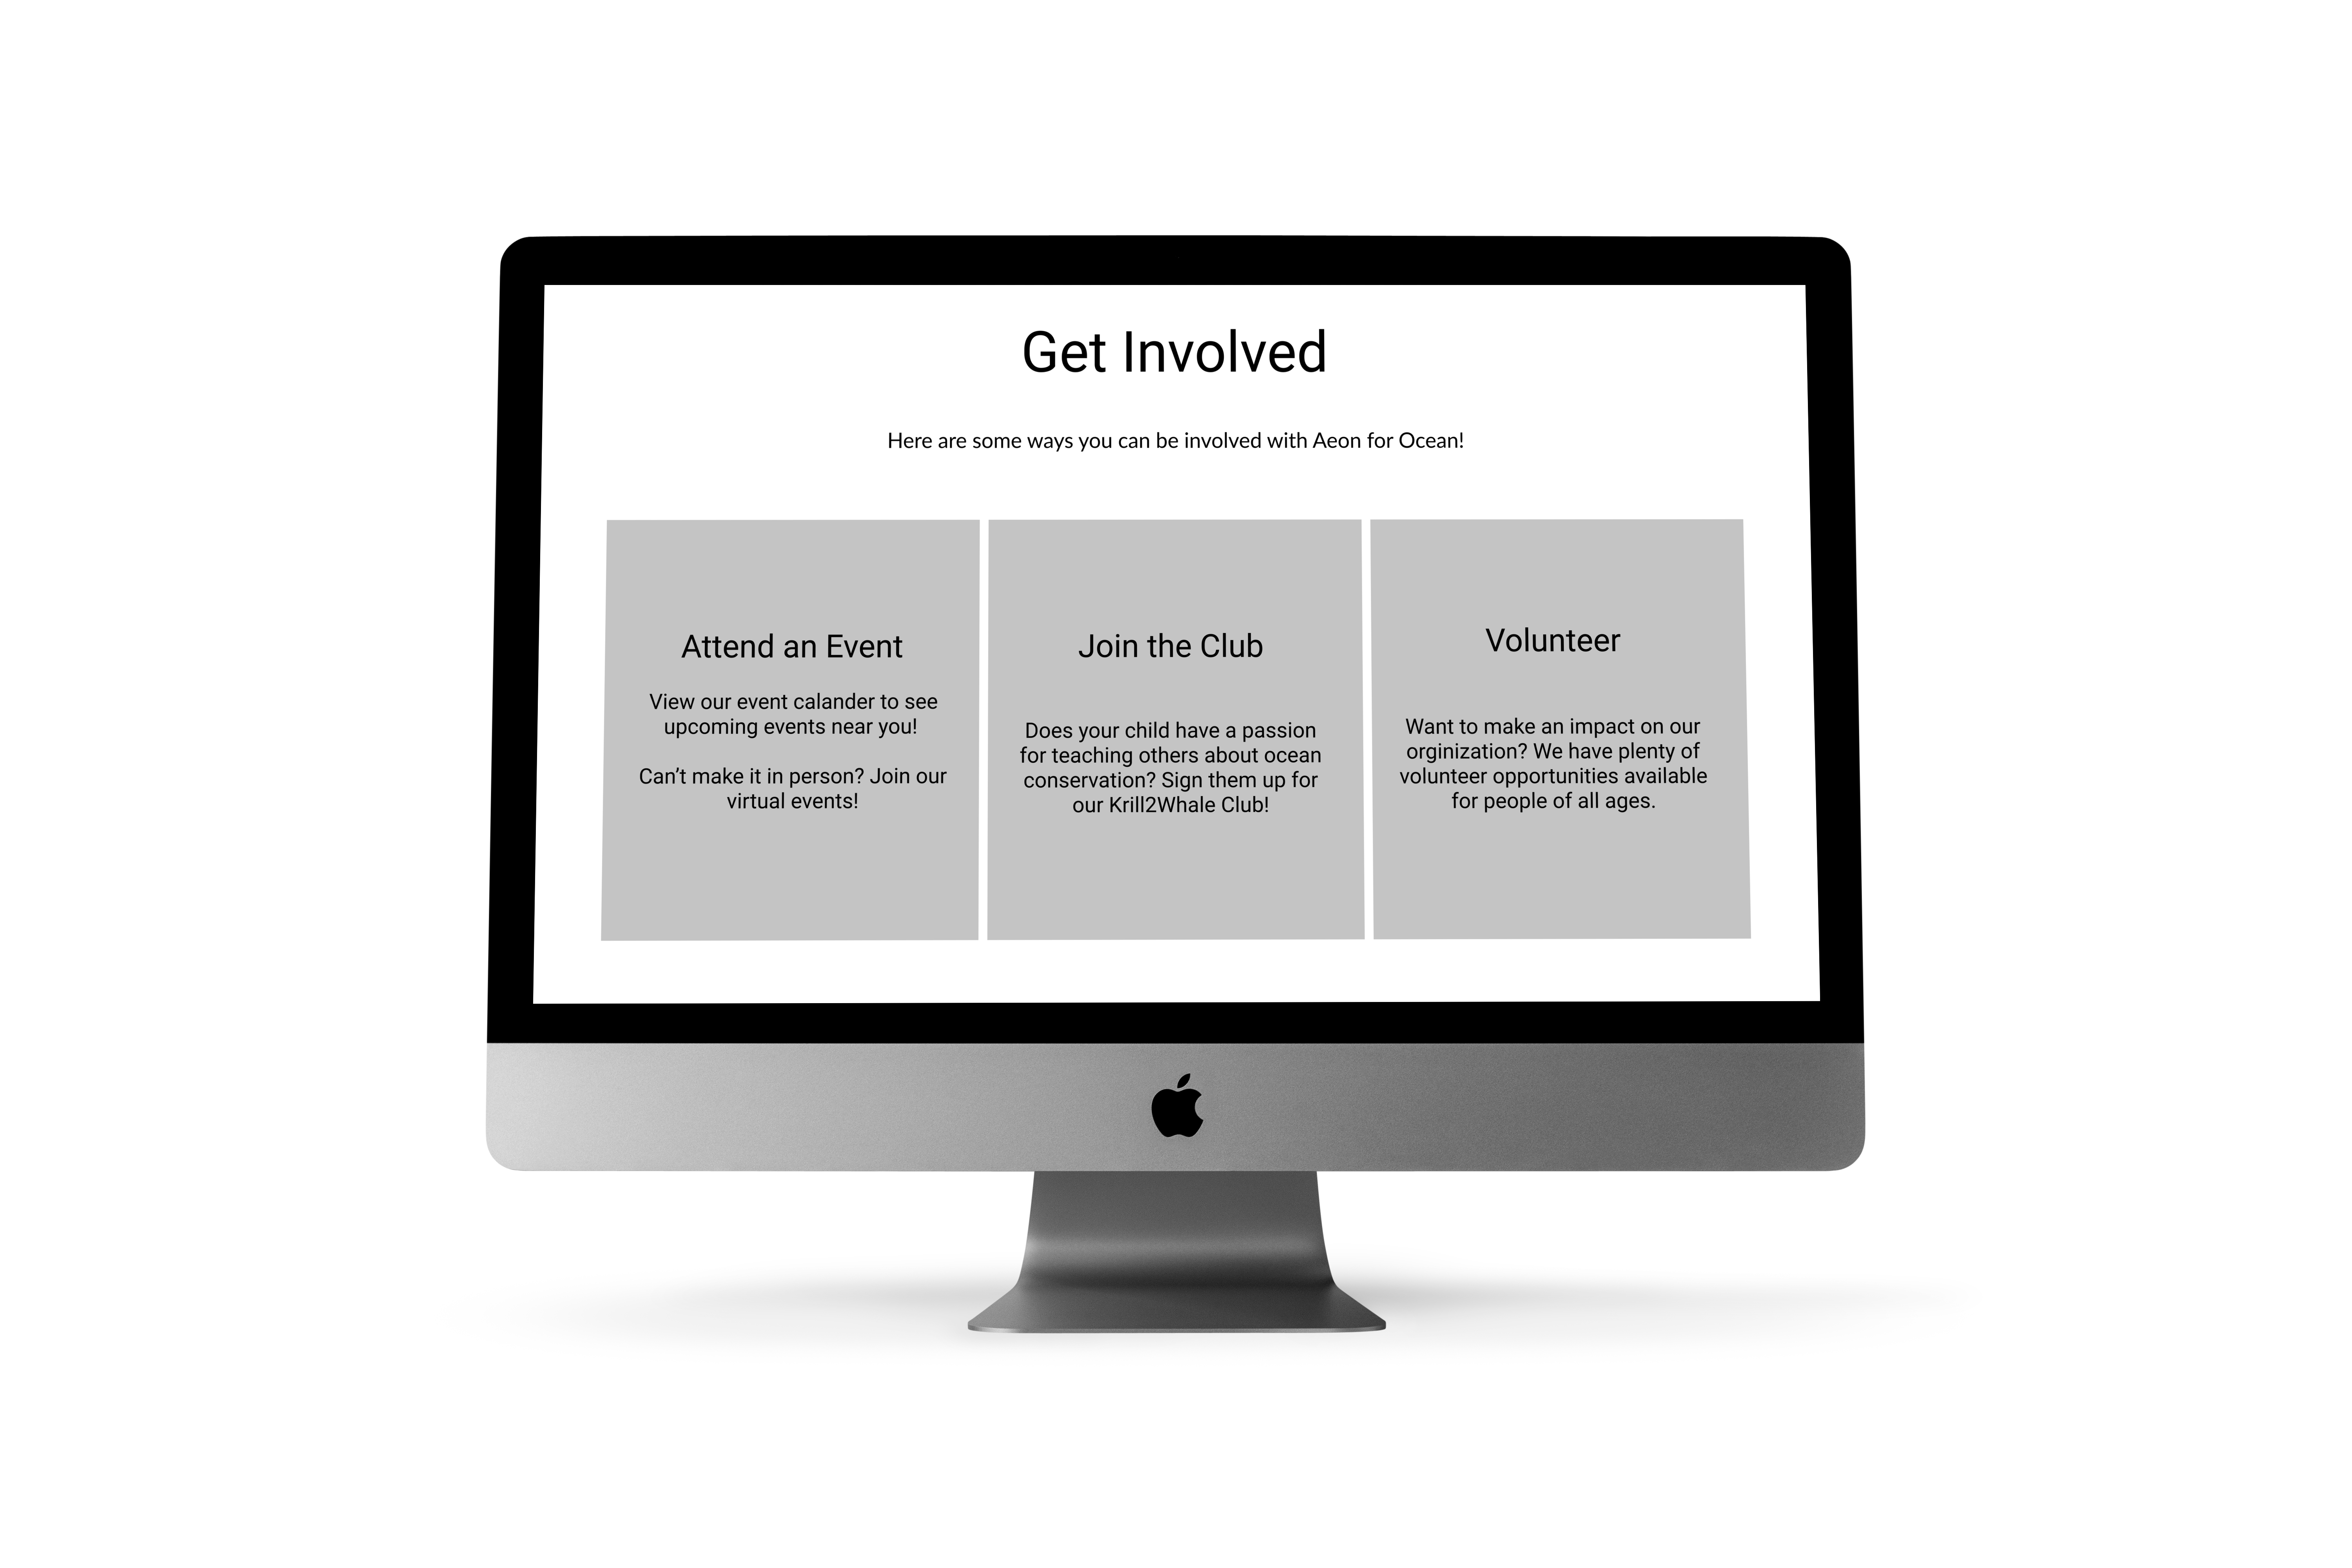 Get Involved
Here are some ways you can be involved with Aeon for Ocean!
Attend an Event
View our event calander to see
upcoming events near you!
Can't make it in person? Join our
virtual events!
Join the Club
Does your child have a passion
for teaching others about ocean
conservation? Sign them up for
our Krill2Whale Club!
Volunteer
Want to make an impact on our
orginization? We have plenty of
volunteer opportunities available
for people of all ages.